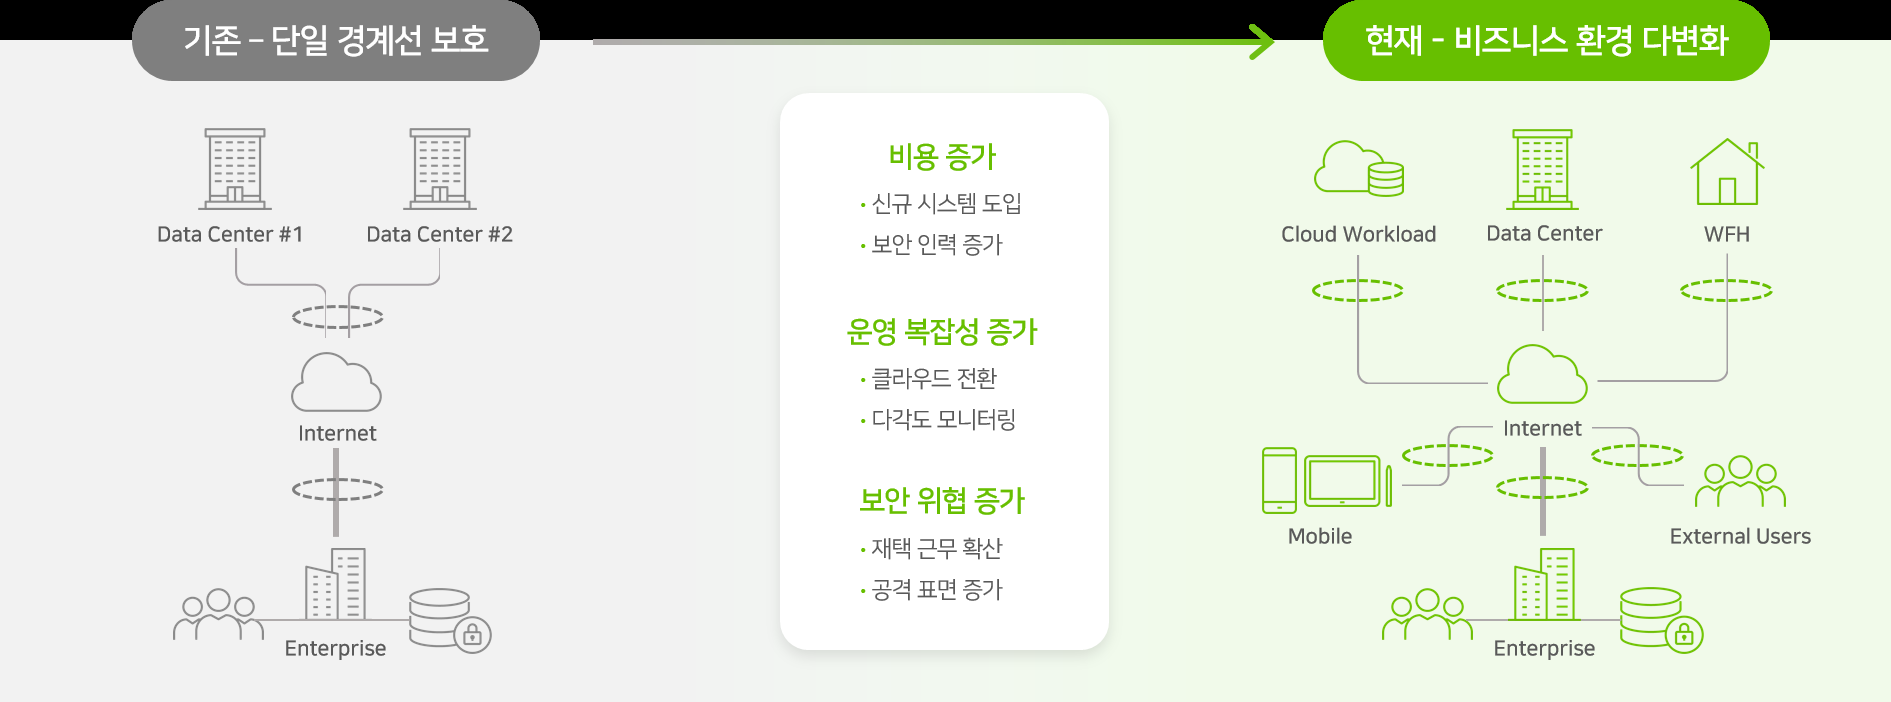 기존 – 단일 경계선 보호
현재 - 비즈니스 환경 다변화
Data Center #1
Data Center #2
Internet
Enterprise
비용 증가
· 신규 시스템 도입
· 보안 인력 증가
운영 복잡성 증가
· 클라우드 전환
· 다각도 모니터링
보안 위협 증가
· 재택 근무 확산
· 공격 표면 증가
Cloud Workload
Data Center
WFH
Internet
Mobile
External Users
Enterprise